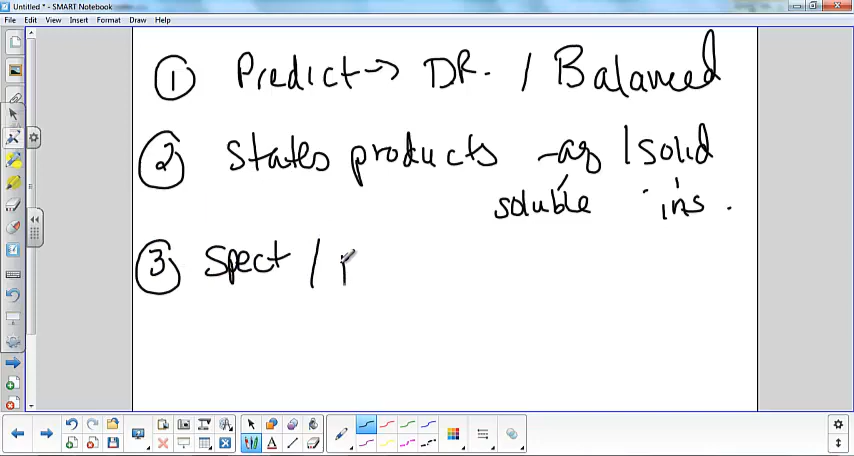 Untitled * - SMART Notebook
File Edit View Insert Format Draw Help
① Predict → DR. / Balanced
② States products - aq / solid
soluble ins.
③ Spect /